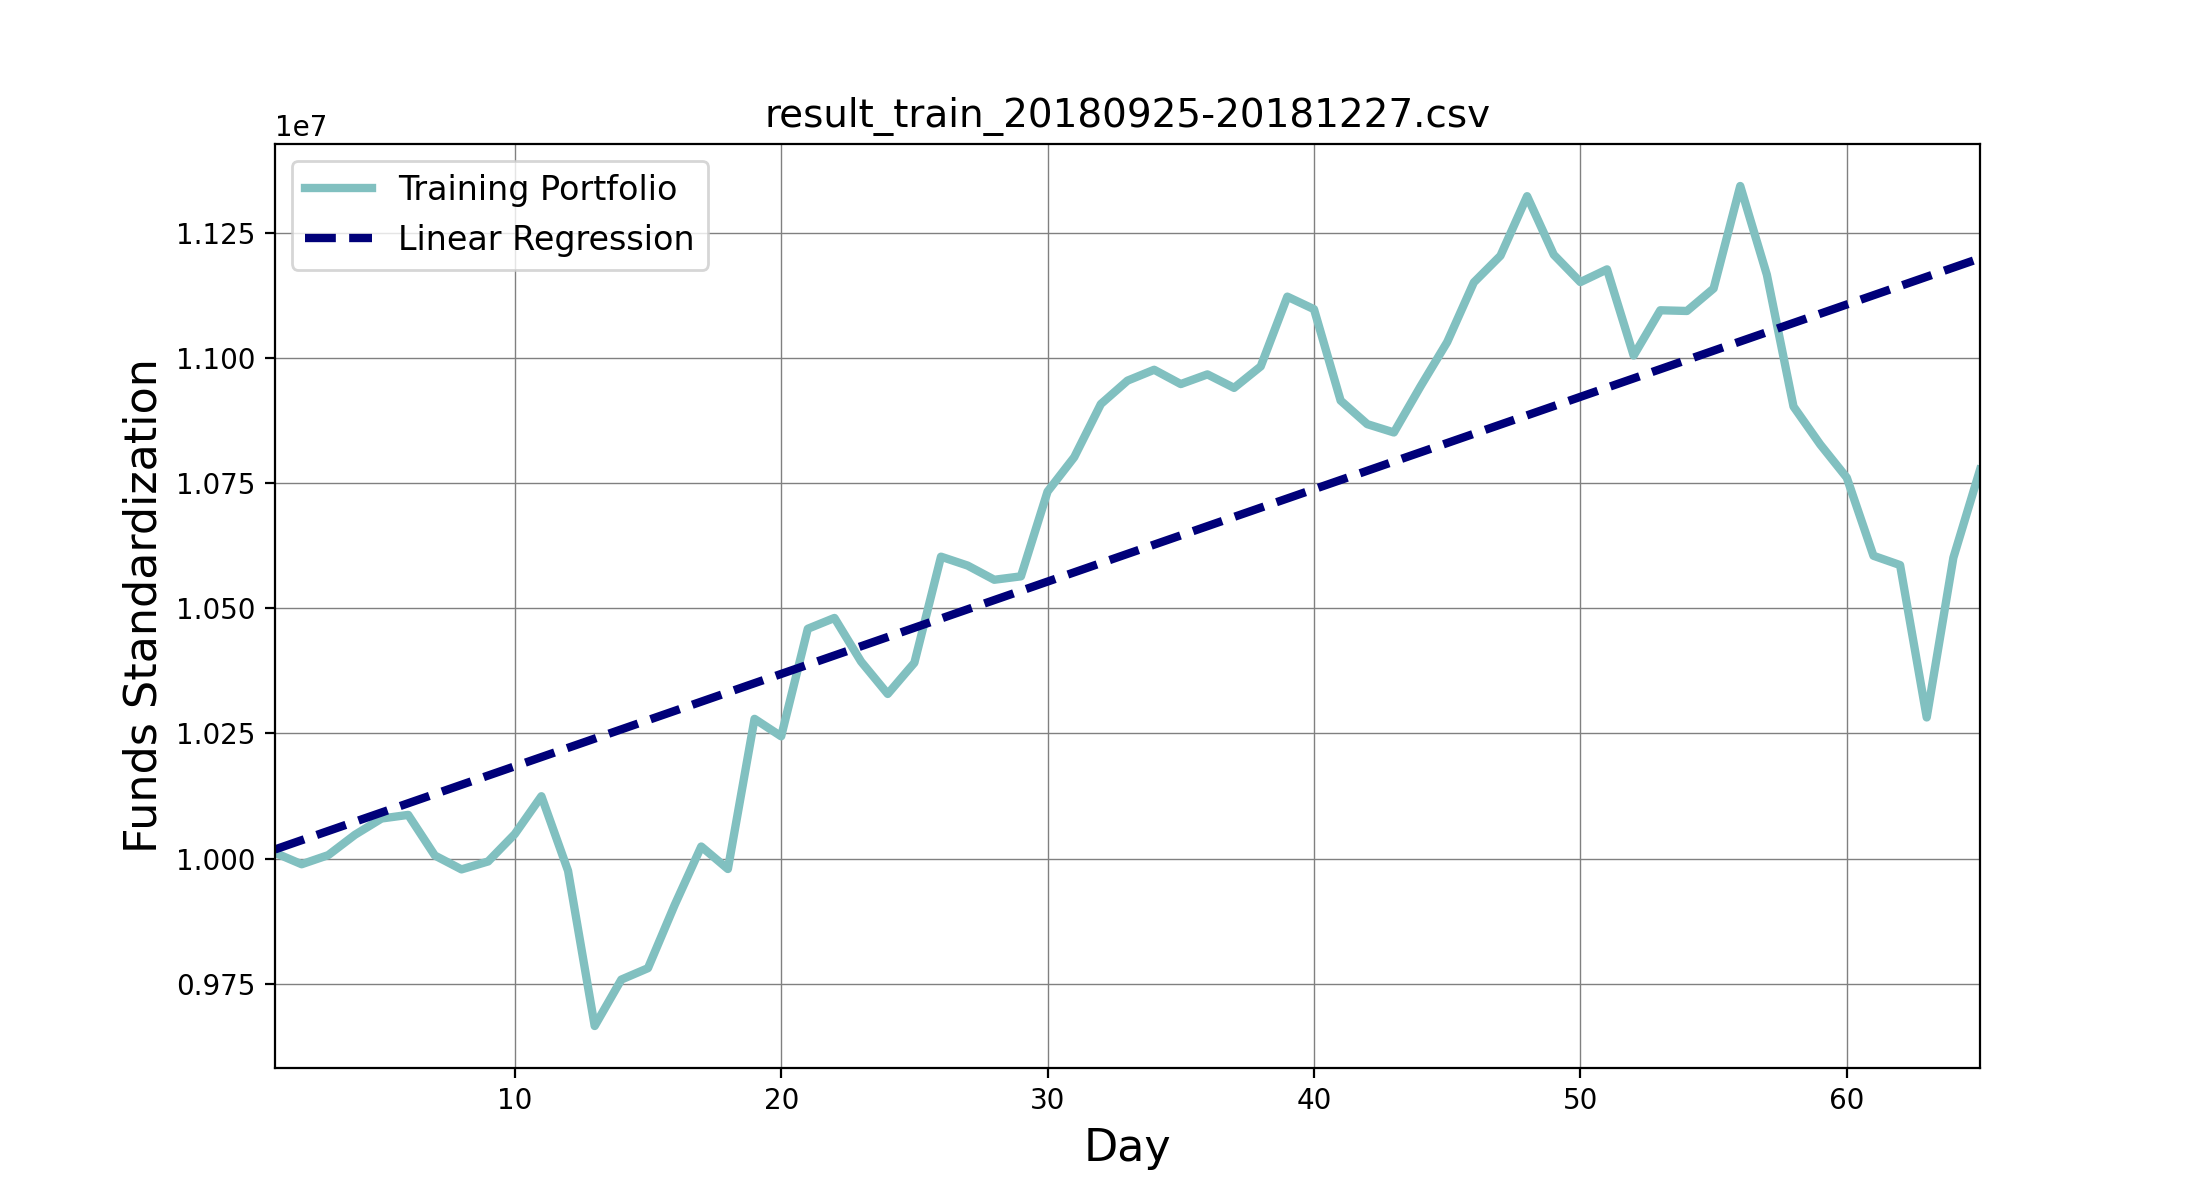 result_train_20180925-20181227.csv
1e7
Training Portfolio
Linear Regression
1.125
1.100
1.075
1.050
1.025
1.000
0.975
Funds Standardization
10 20 30 40 50 60
Day